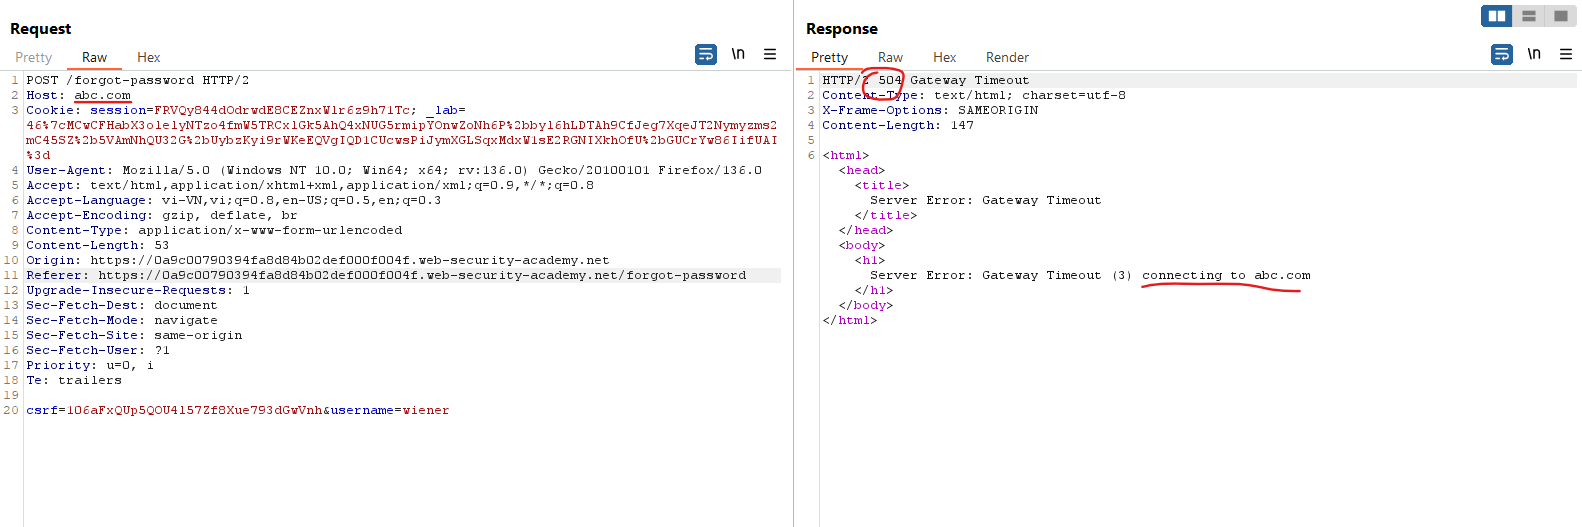 Request
Pretty Raw Hex
\n
1 POST /forgot-password HTTP/2
2 Host: abc.com
3 Cookie: session=FRVQy844dOdrwdE8CEZnxWlr6z9h71Tc; _lab=
46%7cMCwCFHabX3olelyNTzo4fmW5TRCxlGk5AhQ4xNUG5rmipYOnwZoNh6P%2bbyl6hLDTAh9CfJeg7XqeJT2Nymyzms2
mC45SZ%2b5VAmNhQU32G%2bUybzKyi9rWKeEQVgIQD1CUcwsPiJymXGLSqxMdxWlsE2RGNIXkhOfU%2bGUCrYw86IifUAI
%3d
4 User-Agent: Mozilla/5.0 (Windows NT 10.0; Win64; x64; rv:136.0) Gecko/20100101 Firefox/136.0
5 Accept: text/html,application/xhtml+xml,application/xml;q=0.9,*/*;q=0.8
6 Accept-Language: vi-VN,vi;q=0.8,en-US;q=0.5,en;q=0.3
7 Accept-Encoding: gzip, deflate, br
8 Content-Type: application/x-www-form-urlencoded
9 Content-Length: 53
10 Origin: https://0a9c00790394fa8d84b02def000f004f.web-security-academy.net
11 Referer: https://0a9c00790394fa8d84b02def000f004f.web-security-academy.net/forgot-password
12 Upgrade-Insecure-Requests: 1
13 Sec-Fetch-Dest: document
14 Sec-Fetch-Mode: navigate
15 Sec-Fetch-Site: same-origin
16 Sec-Fetch-User: ?1
17 Priority: u=0, i
18 Te: trailers
19
20 csrf=1O6aFxQUp5QOU4l57Zf8Xue793dGwVnh&username=wiener
Response
Pretty Raw Hex Render
\n
1 HTTP/2 504 Gateway Timeout
2 Content-Type: text/html; charset=utf-8
3 X-Frame-Options: SAMEORIGIN
4 Content-Length: 147
5
6 <html>
<head>
<title>
Server Error: Gateway Timeout
</title>
</head>
<body>
<h1>
Server Error: Gateway Timeout (3) connecting to abc.com
</h1>
</body>
</html>